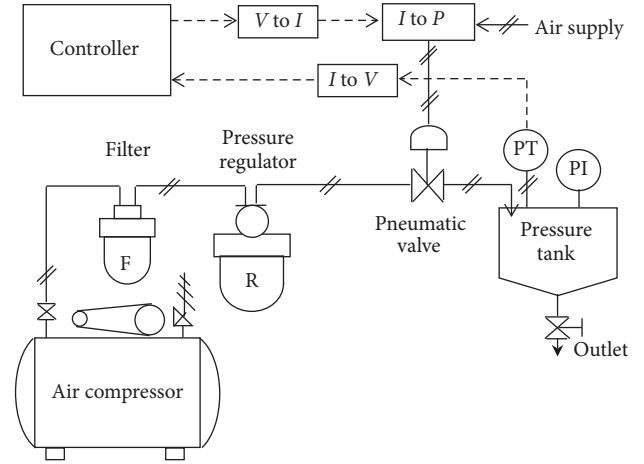 Controller
V to I
I to P
Air supply
I to V
Filter
Pressure
regulator
PT
PI
Pneumatic
valve
Pressure
tank
F
R
Outlet
Air compressor